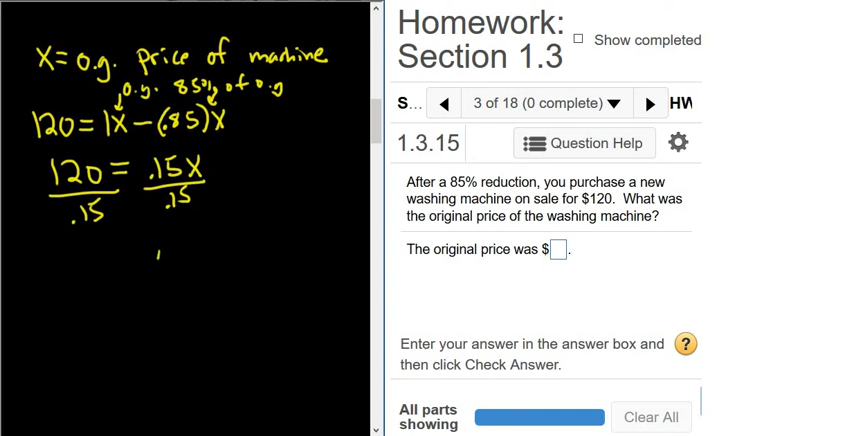 x = o.g. price of machine
o.g. 85% of o.g
120 = 1x - (.85)x
120 = .15x
.15 .15
Homework:
Section 1.3
Show completed
S...
3 of 18 (0 complete)
HW
1.3.15
Question Help
After a 85% reduction, you purchase a new
washing machine on sale for $120. What was
the original price of the washing machine?
The original price was $ .
Enter your answer in the answer box and
then click Check Answer.
?
All parts
showing
Clear All